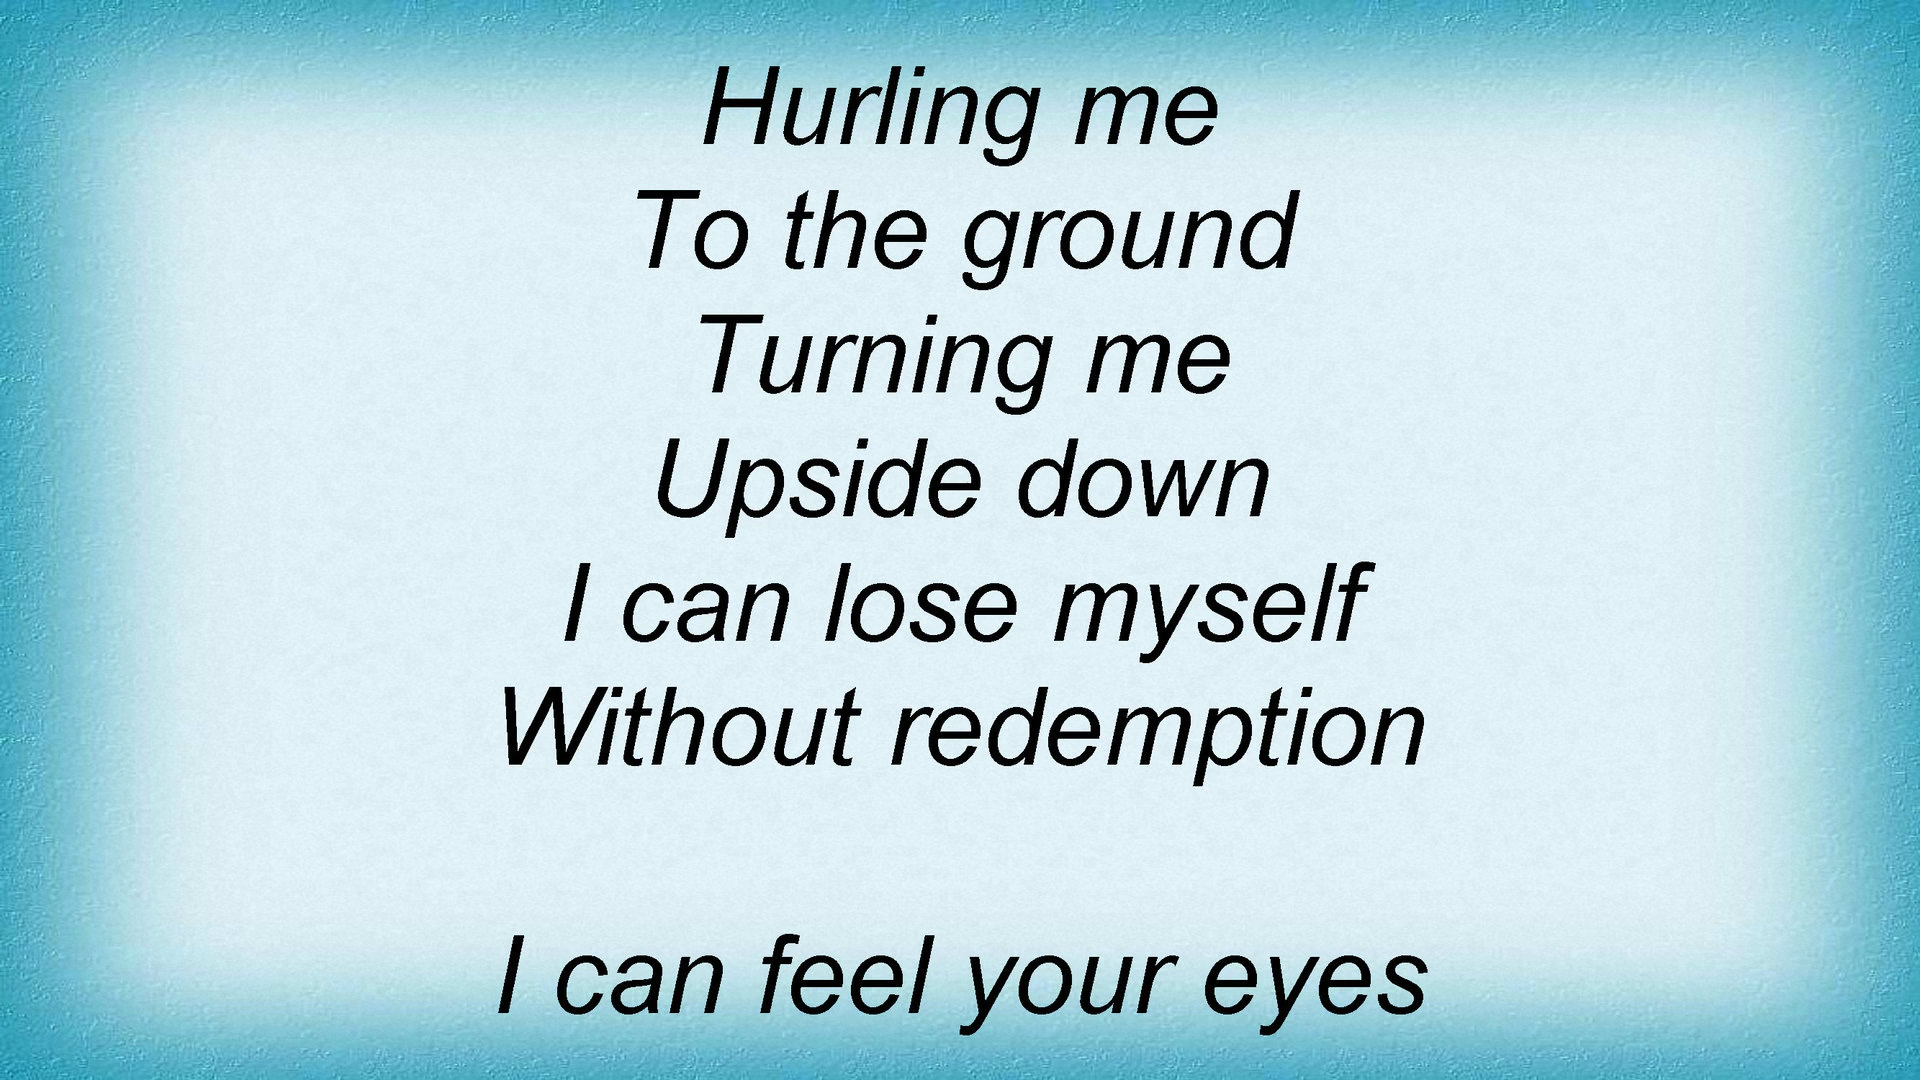 Hurling me
To the ground
Turning me
Upside down
I can lose myself
Without redemption
I can feel your eyes